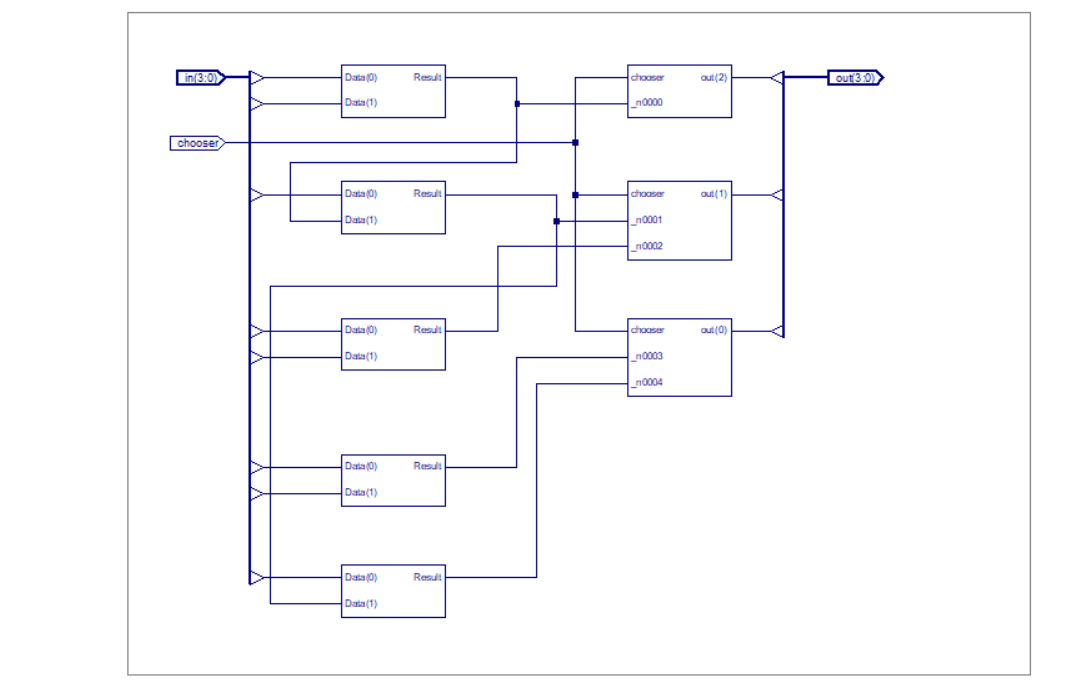 in(3:0)
Data(0) Result
Data(1)
chooser out(2)
_n0000
out(3:0)
chooser
Data(0) Result
Data(1)
chooser out(1)
_n0001
_n0002
Data(0) Result
Data(1)
chooser out(0)
_n0003
_n0004
Data(0) Result
Data(1)
Data(0) Result
Data(1)